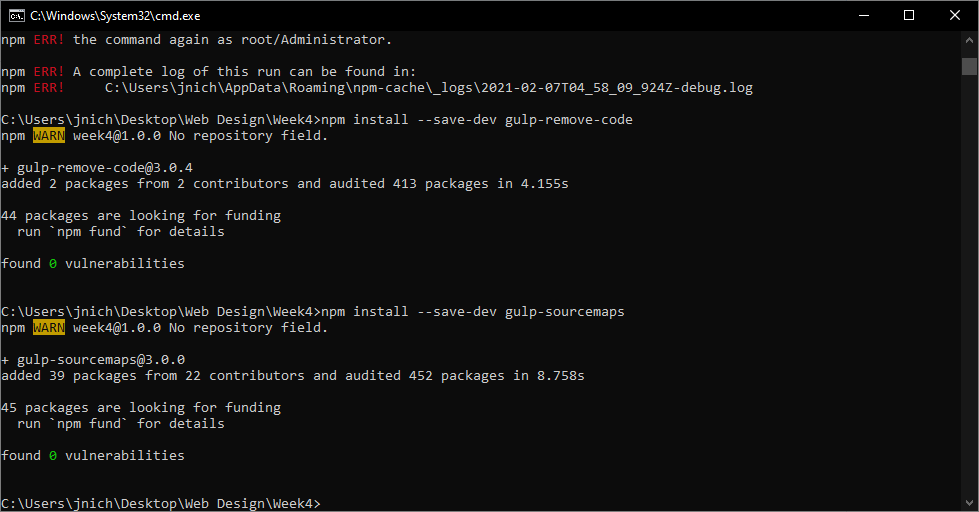 C:\Windows\System32\cmd.exe
npm ERR! the command again as root/Administrator.
npm ERR! A complete log of this run can be found in:
npm ERR!     C:\Users\jnich\AppData\Roaming\npm-cache\_logs\2021-02-07T04_58_09_924Z-debug.log
C:\Users\jnich\Desktop\Web Design\Week4>npm install --save-dev gulp-remove-code
npm WARN week4@1.0.0 No repository field.
+ gulp-remove-code@3.0.4
added 2 packages from 2 contributors and audited 413 packages in 4.155s
44 packages are looking for funding
  run `npm fund` for details
found 0 vulnerabilities
C:\Users\jnich\Desktop\Web Design\Week4>npm install --save-dev gulp-sourcemaps
npm WARN week4@1.0.0 No repository field.
+ gulp-sourcemaps@3.0.0
added 39 packages from 22 contributors and audited 452 packages in 8.758s
45 packages are looking for funding
  run `npm fund` for details
found 0 vulnerabilities
C:\Users\jnich\Desktop\Web Design\Week4>